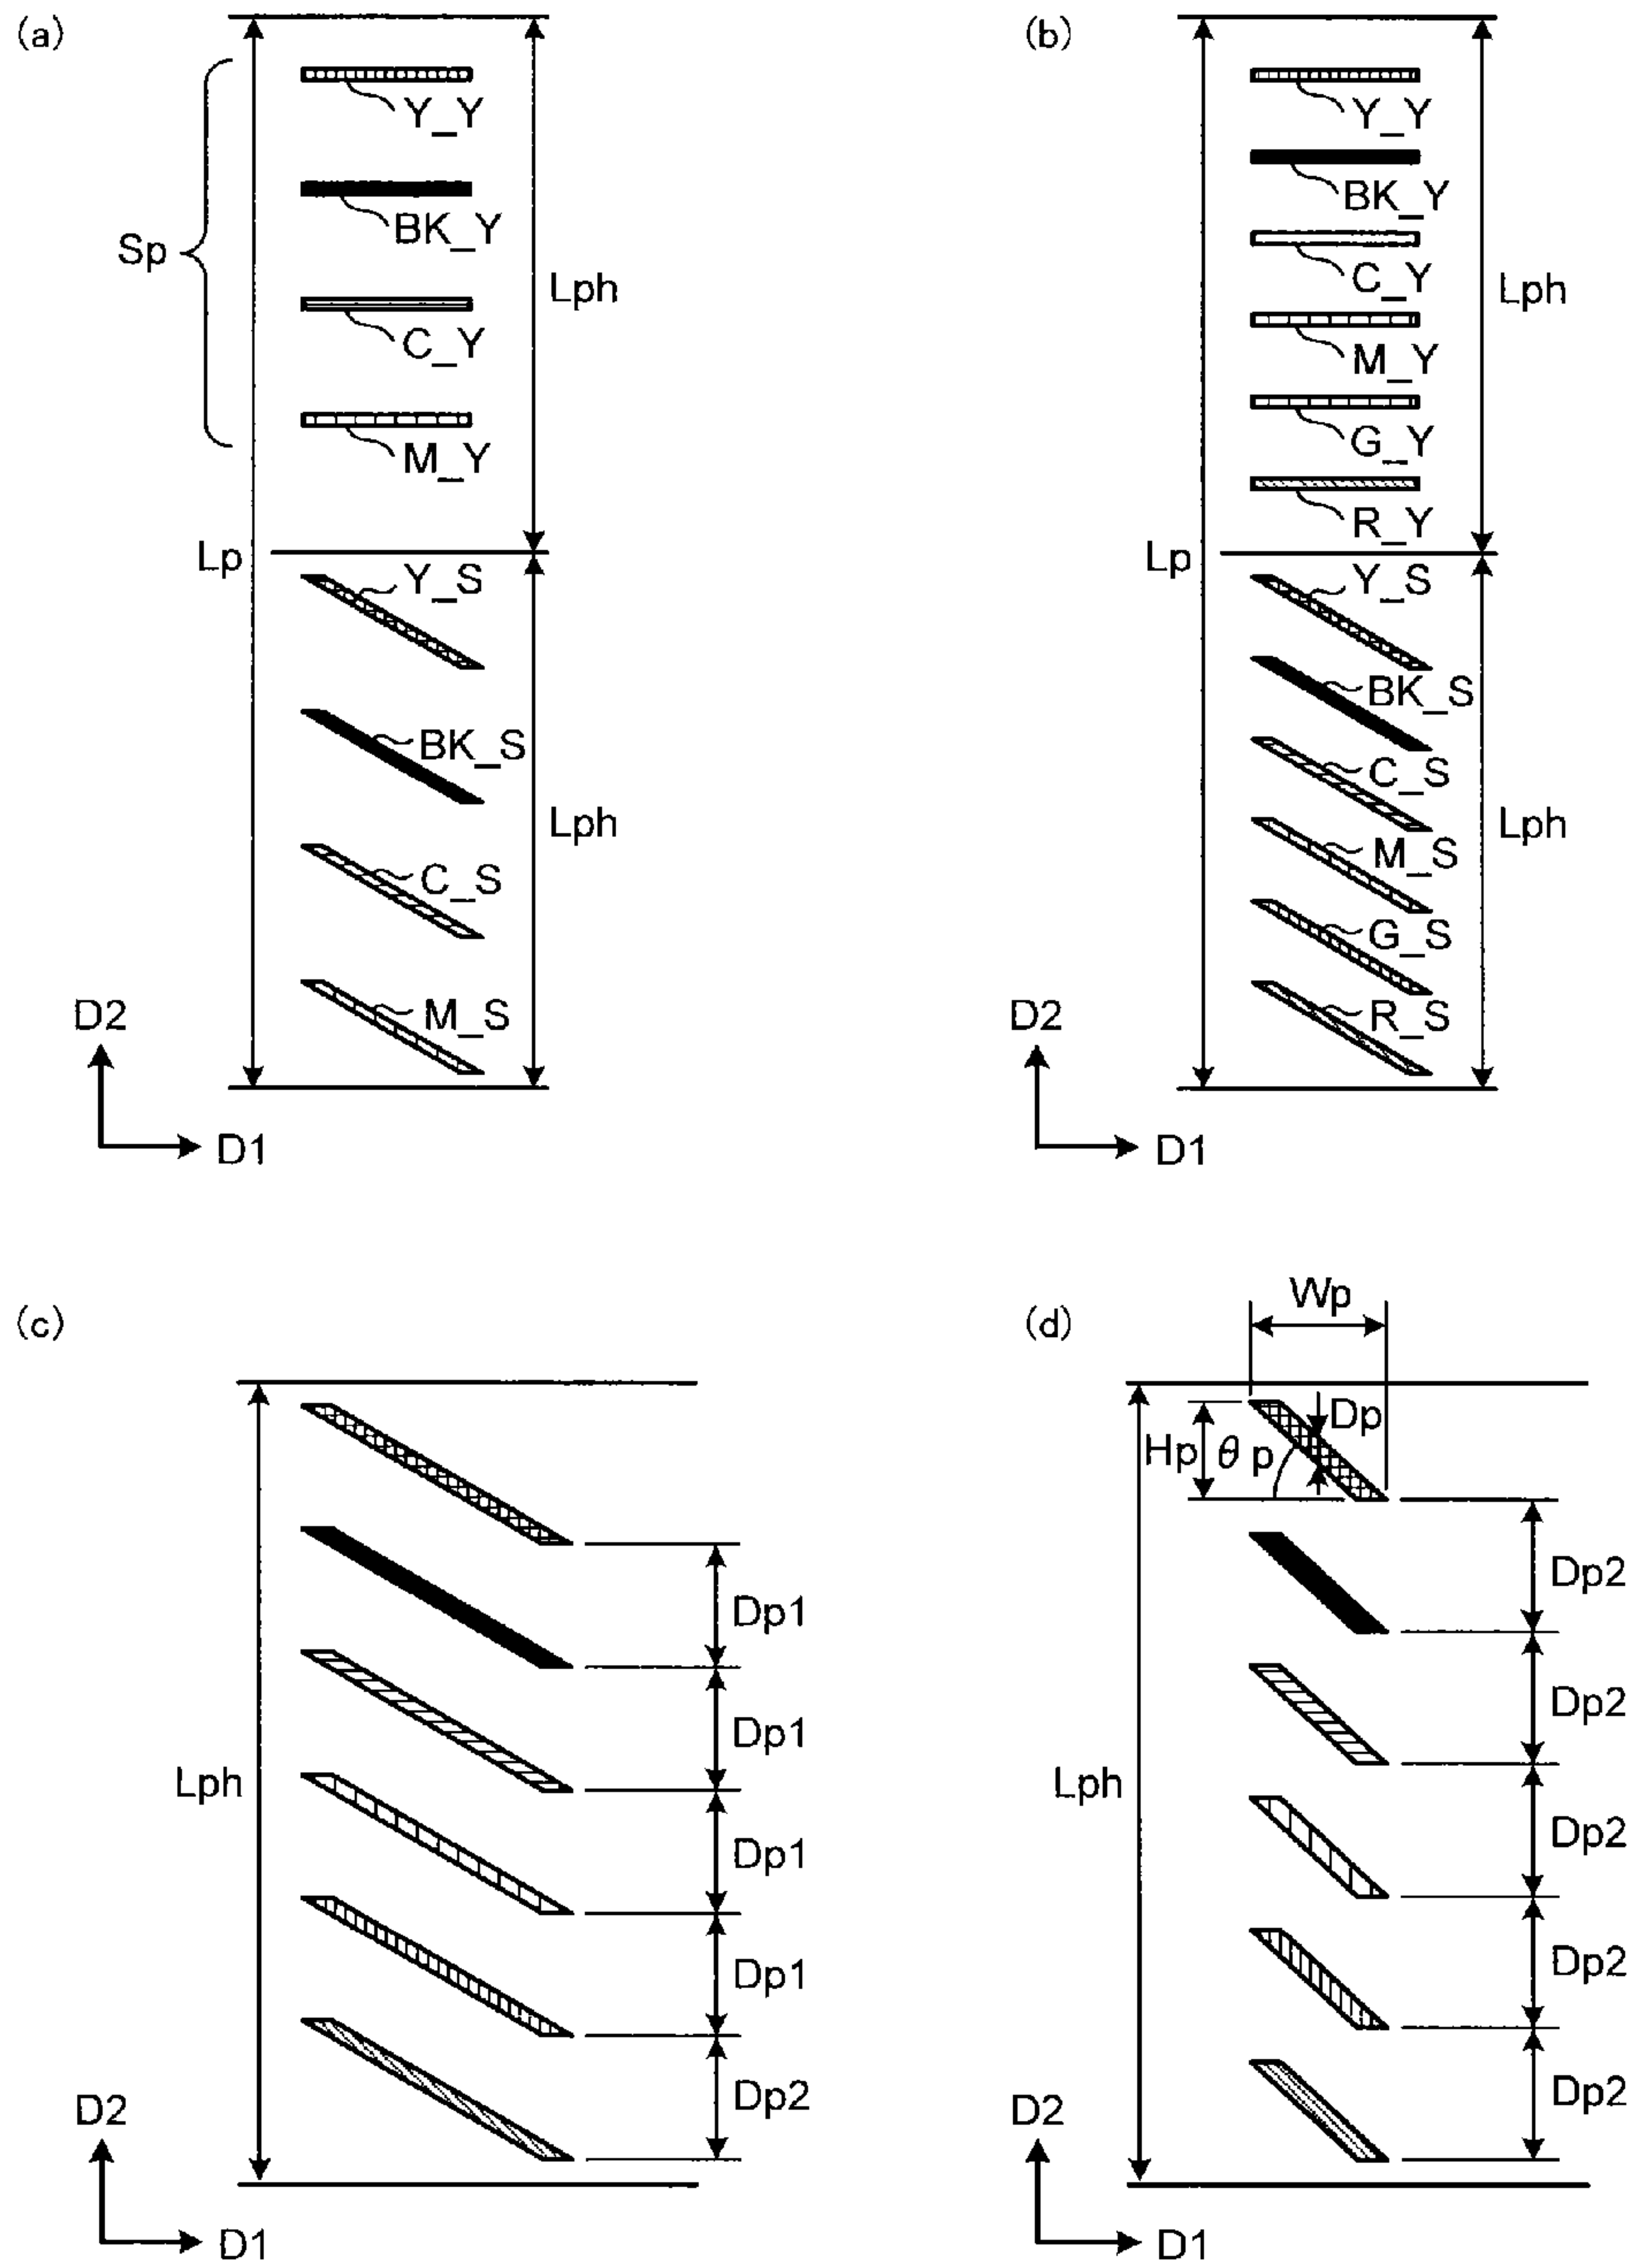 (a)
Y_Y
BK_Y
Sp
C_Y
Lph
M_Y
Lp
Y_S
BK_S
Lph
C_S
M_S
D2
D1
(b)
Y_Y
BK_Y
C_Y
Lph
M_Y
G_Y
R_Y
Lp
Y_S
BK_S
C_S
Lph
M_S
G_S
R_S
D2
D1
(c)
Dp1
Dp1
Lph
Dp1
Dp1
Dp2
D2
D1
(d)
Wp
Dp
Hp
θp
Dp2
Dp2
Lph
Dp2
Dp2
Dp2
D2
D1